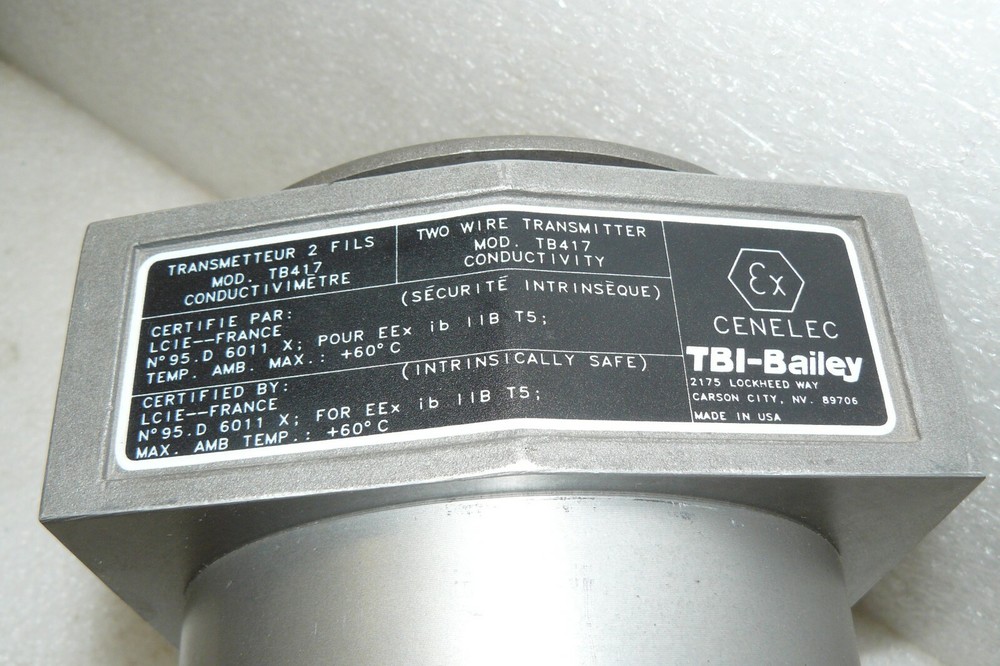 TRANSMETTEUR 2 FILS
MOD. TB417
CONDUCTIVIMÈTRE
TWO WIRE TRANSMITTER
MOD. TB417
CONDUCTIVITY
(SÉCURITÉ INTRINSÈQUE)
CERTIFIE PAR:
LCIE--FRANCE
N° 95.D 6011 X; POUR EEx ib IIB T5;
TEMP. AMB. MAX.: +60°C
(INTRINSICALLY SAFE)
CERTIFIED BY:
LCIE--FRANCE
N° 95.D 6011 X; FOR EEx ib IIB T5;
MAX. AMB TEMP.: +60°C
Ex
CENELEC
TBI-Bailey
2175 LOCKHEED WAY
CARSON CITY, NV. 89706
MADE IN USA